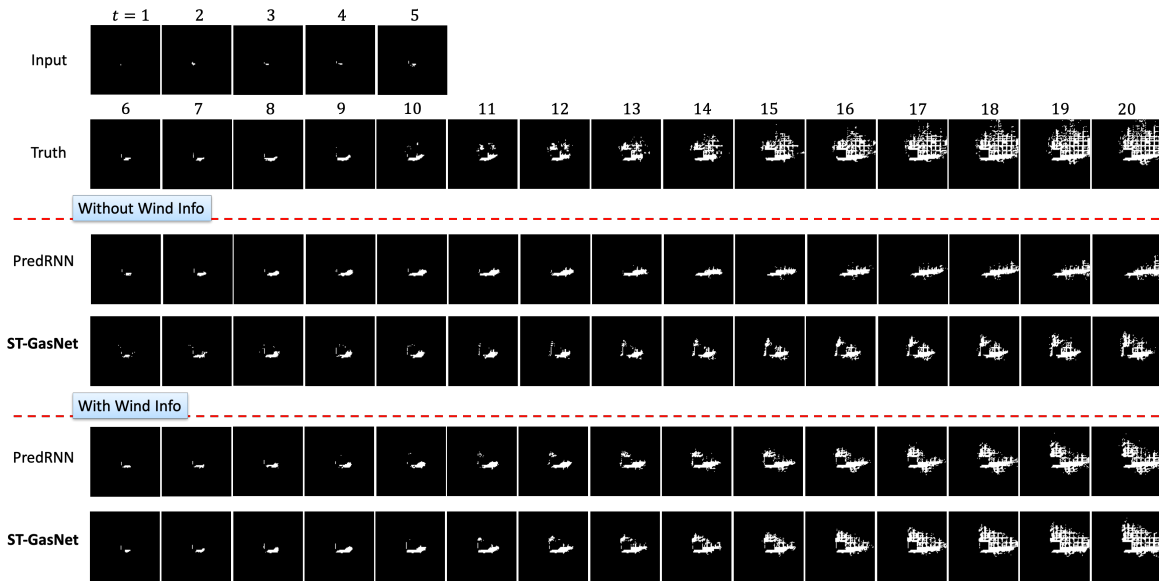 t = 1 2 3 4 5
Input
6 7 8 9 10 11 12 13 14 15 16 17 18 19 20
Truth
Without Wind Info
PredRNN
ST-GasNet
With Wind Info
PredRNN
ST-GasNet